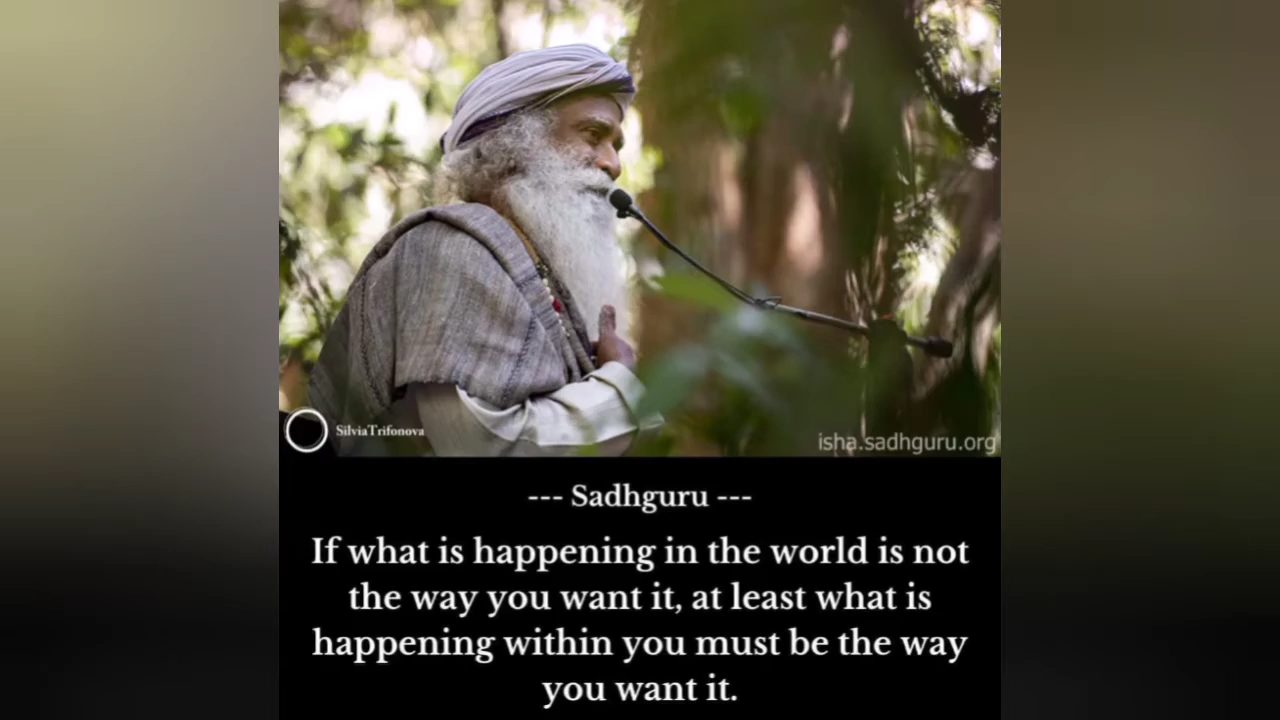 SilviaTrifonova
isha.sadhguru.org
--- Sadhguru ---
If what is happening in the world is not
the way you want it, at least what is
happening within you must be the way
you want it.